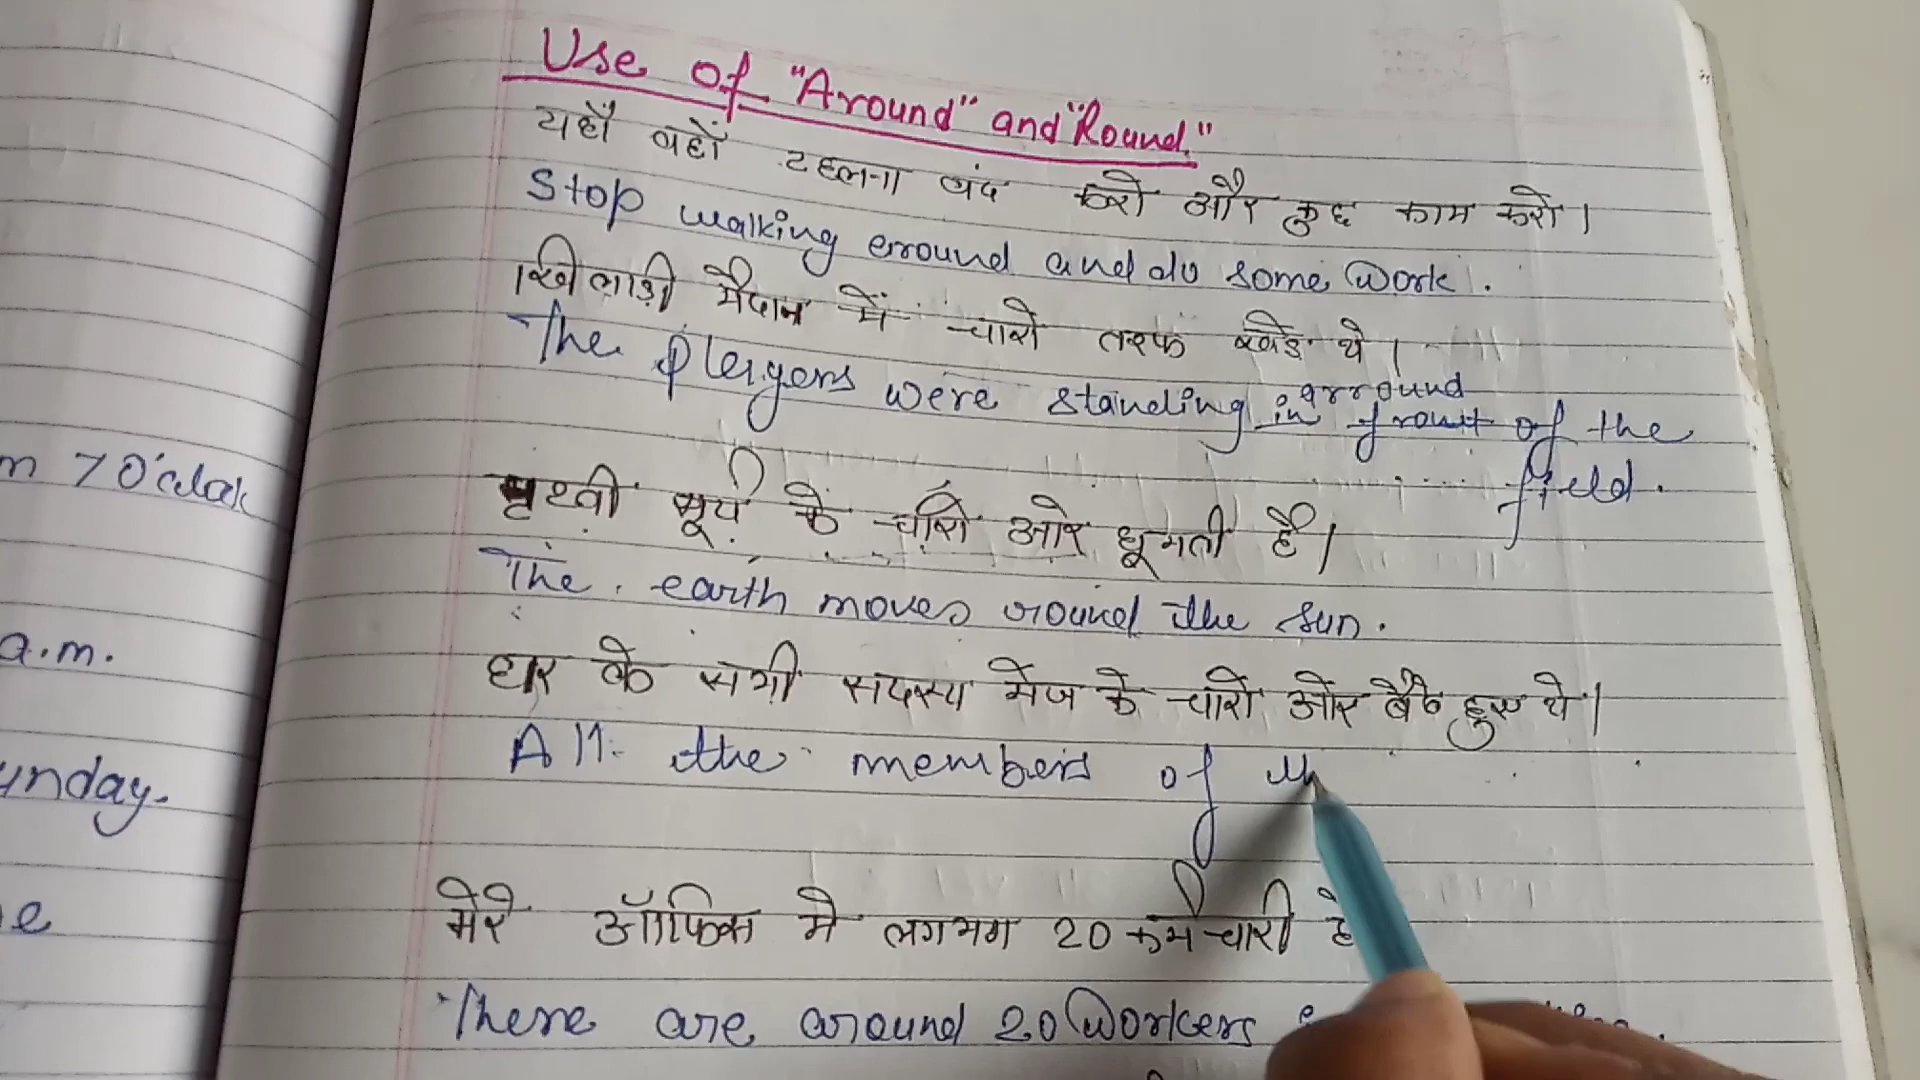 n 7 O'clock
a.m.
unday.
e
Use of "Around" and "Round"
यहाँ वहाँ टहलना बंद करो और कुछ काम करो।
Stop walking around and do some work.
खिलाड़ी मैदान में चारो तरफ खड़े थे।
The players were standing in front of the
arround
field.
पृथ्वी सूर्य के चारो ओर घूमती है।
The earth moves round the sun.
घर के सभी सदस्य मेज के चारो ओर बैठे हुए थे।
All the members of
मेरे ऑफिस मे लगभग 20 कर्मचारी
There are around 20 workers